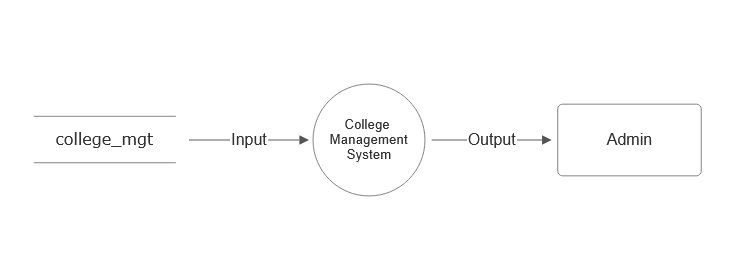 college_mgt
Input
College
Management
System
Output
Admin